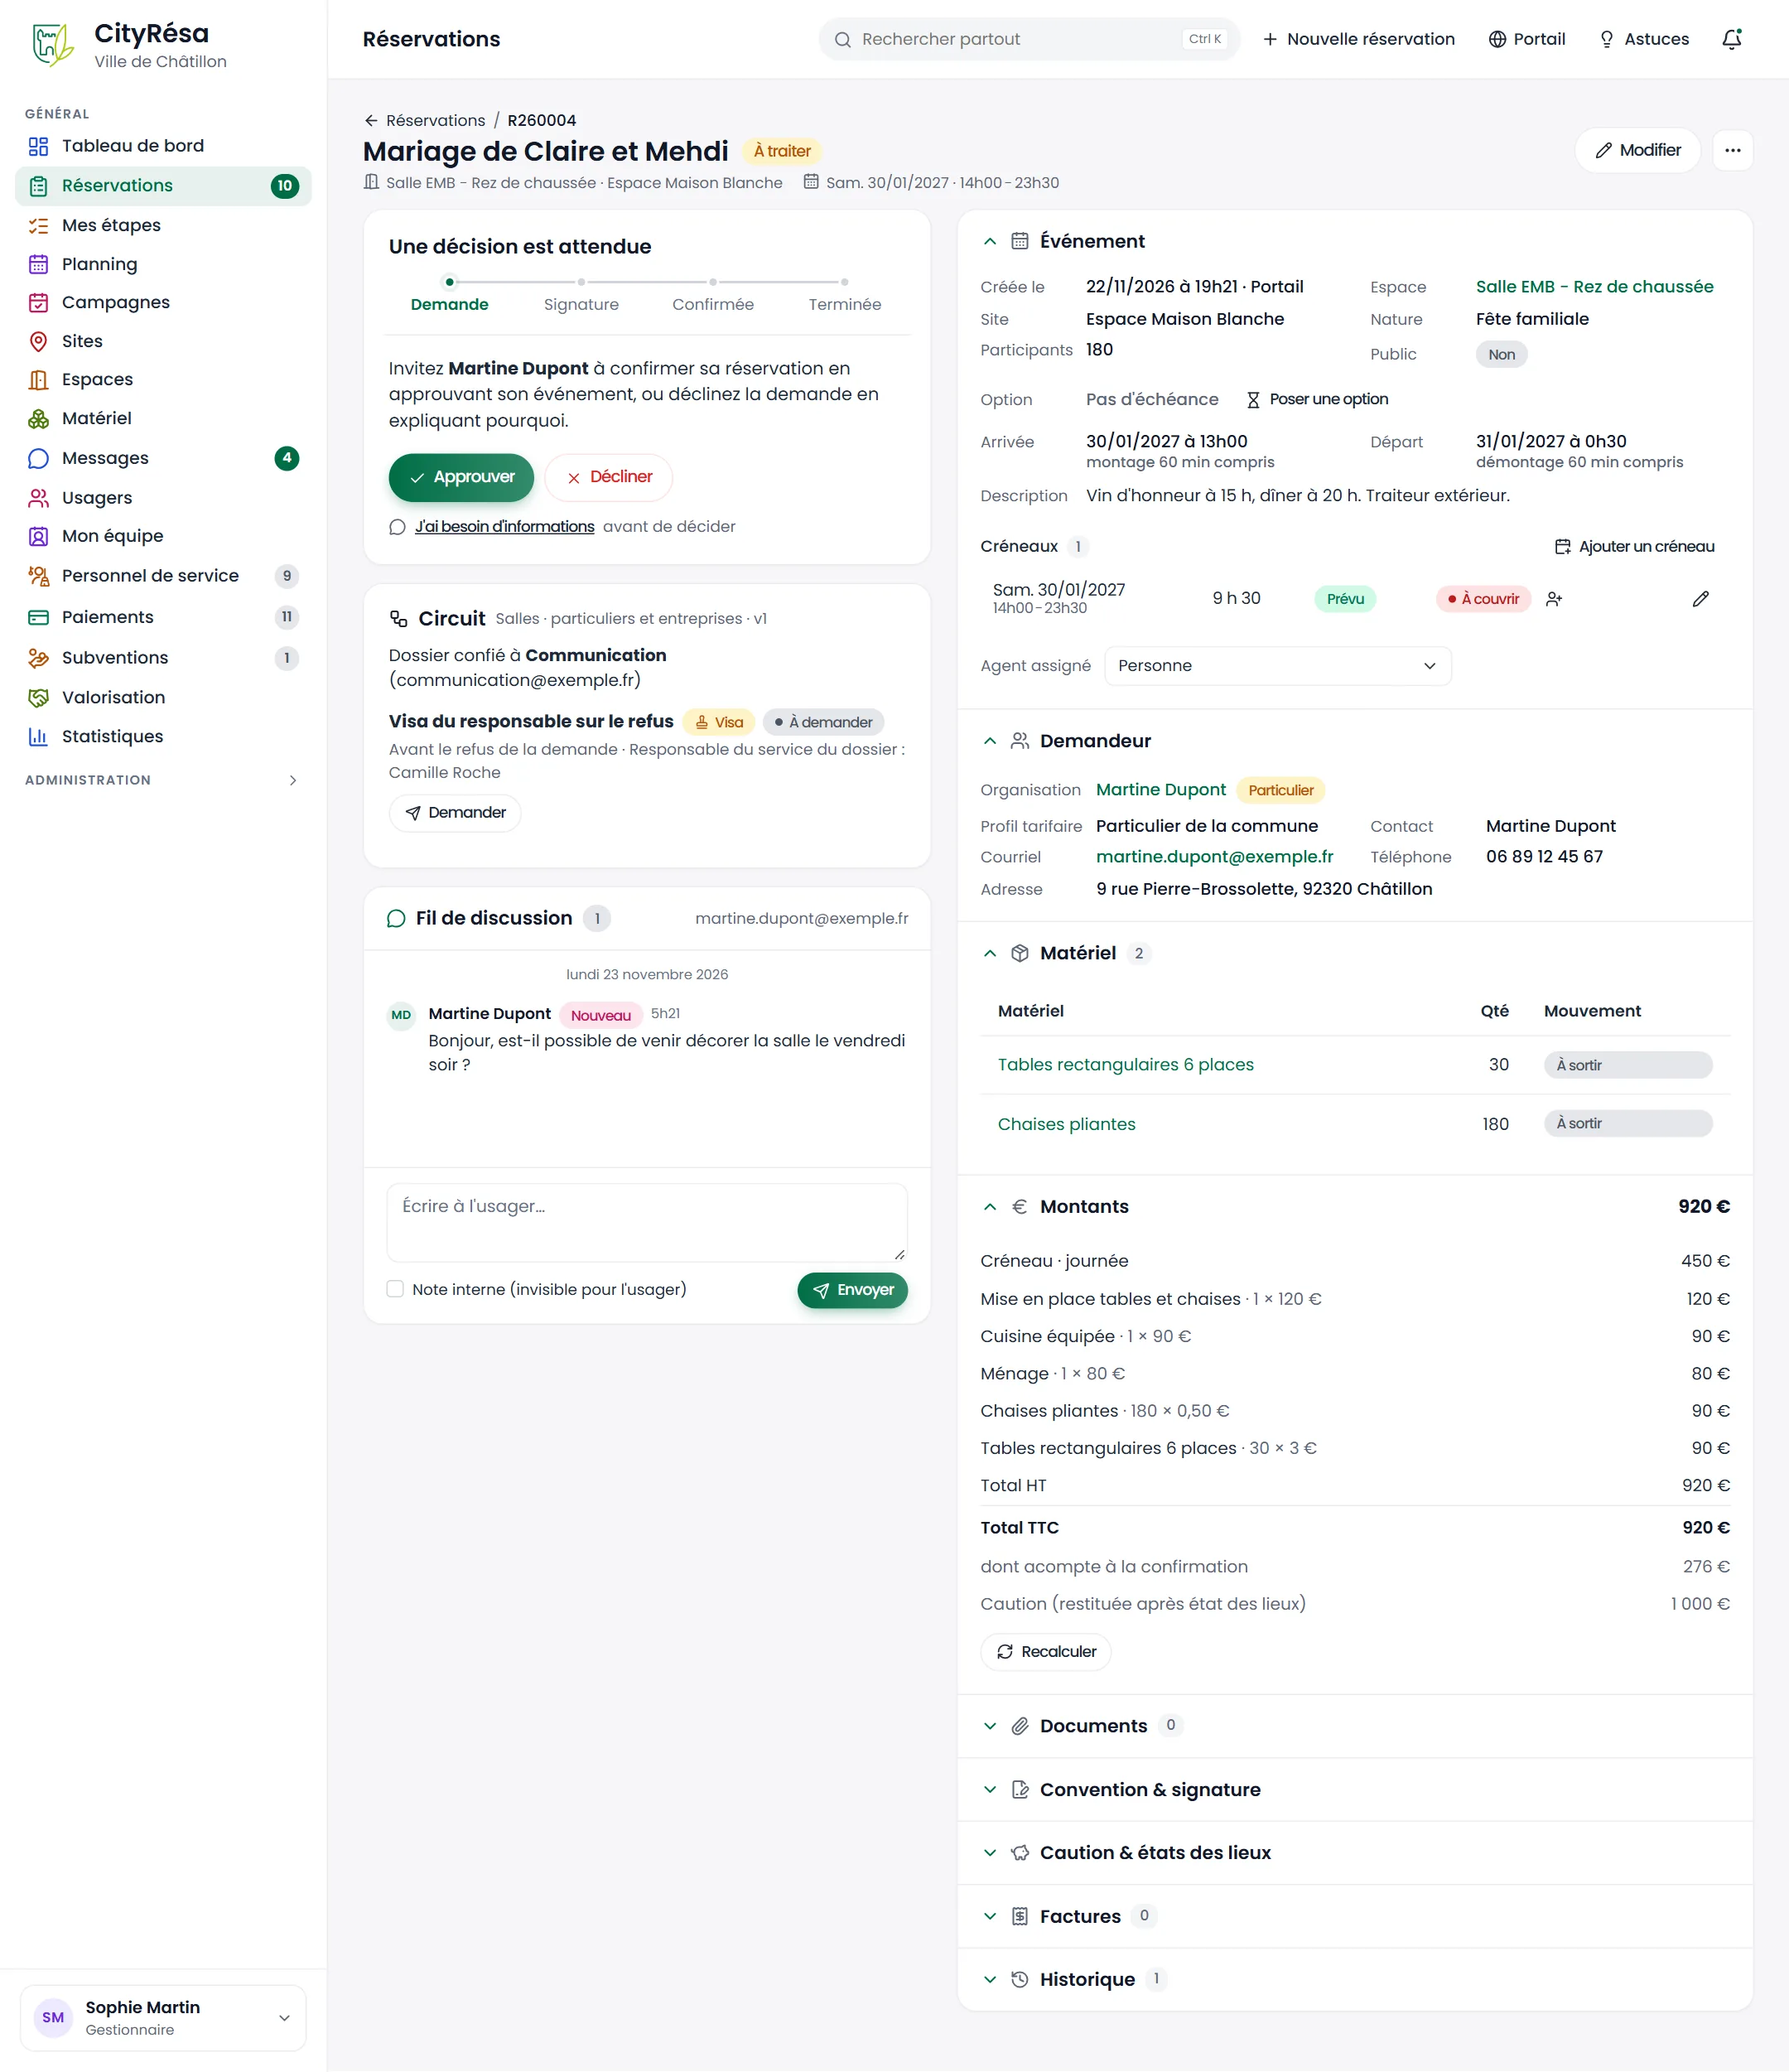 CityRésa
Ville de Châtillon
GÉNÉRAL
Tableau de bord
Réservations 10
Mes étapes
Planning
Campagnes
Sites
Espaces
Matériel
Messages 4
Usagers
Mon équipe
Personnel de service 9
Paiements 11
Subventions 1
Valorisation
Statistiques
ADMINISTRATION
SM
Sophie Martin
Gestionnaire
Réservations
Rechercher partout Ctrl K
Nouvelle réservation
Portail
Astuces
Réservations / R260004
Mariage de Claire et Mehdi À traiter
Salle EMB - Rez de chaussée · Espace Maison Blanche Sam. 30/01/2027 · 14h00–23h30
Modifier
Une décision est attendue
Demande Signature Confirmée Terminée
Invitez Martine Dupont à confirmer sa réservation en
approuvant son événement, ou déclinez la demande en
expliquant pourquoi.
Approuver Décliner
J'ai besoin d'informations avant de décider
Circuit Salles · particuliers et entreprises · v1
Dossier confié à Communication
(communication@exemple.fr)
Visa du responsable sur le refus Visa À demander
Avant le refus de la demande · Responsable du service du dossier :
Camille Roche
Demander
Fil de discussion 1 martine.dupont@exemple.fr
lundi 23 novembre 2026
MD Martine Dupont Nouveau 5h21
Bonjour, est-il possible de venir décorer la salle le vendredi
soir ?
Écrire à l'usager...
Note interne (invisible pour l'usager) Envoyer
Événement
Créée le 22/11/2026 à 19h21 · Portail Espace Salle EMB - Rez de chaussée
Site Espace Maison Blanche Nature Fête familiale
Participants 180 Public Non
Option Pas d'échéance Poser une option
Arrivée 30/01/2027 à 13h00 Départ 31/01/2027 à 0h30
montage 60 min compris démontage 60 min compris
Description Vin d'honneur à 15 h, dîner à 20 h. Traiteur extérieur.
Créneaux 1 Ajouter un créneau
Sam. 30/01/2027 9 h 30 Prévu À couvrir
14h00–23h30
Agent assigné Personne
Demandeur
Organisation Martine Dupont Particulier
Profil tarifaire Particulier de la commune Contact Martine Dupont
Courriel martine.dupont@exemple.fr Téléphone 06 89 12 45 67
Adresse 9 rue Pierre-Brossolette, 92320 Châtillon
Matériel 2
Matériel Qté Mouvement
Tables rectangulaires 6 places 30 À sortir
Chaises pliantes 180 À sortir
Montants 920 €
Créneau · journée 450 €
Mise en place tables et chaises · 1 × 120 € 120 €
Cuisine équipée · 1 × 90 € 90 €
Ménage · 1 × 80 € 80 €
Chaises pliantes · 180 × 0,50 € 90 €
Tables rectangulaires 6 places · 30 × 3 € 90 €
Total HT 920 €
Total TTC 920 €
dont acompte à la confirmation 276 €
Caution (restituée après état des lieux) 1 000 €
Recalculer
Documents 0
Convention & signature
Caution & états des lieux
Factures 0
Historique 1